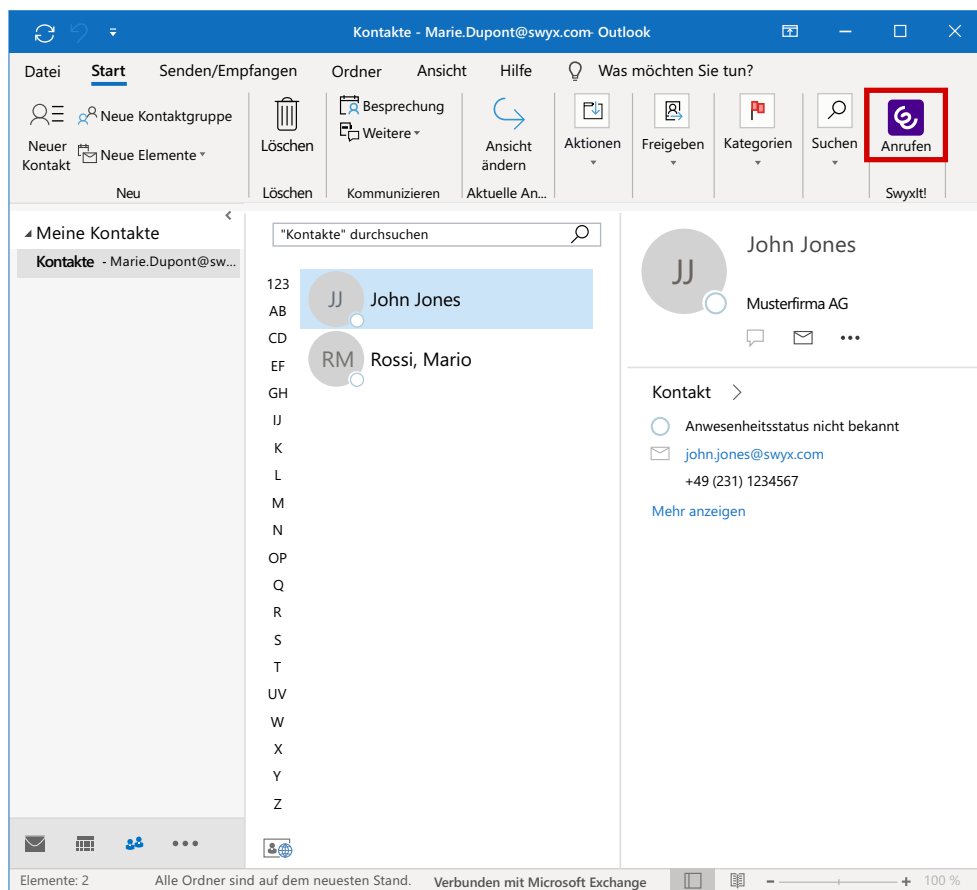 Kontakte - Marie.Dupont@swyx.com- Outlook
Datei Start Senden/Empfangen Ordner Ansicht Hilfe Was möchten Sie tun?
Neuer Kontakt
Neue Kontaktgruppe
Neue Elemente
Neu
Löschen
Löschen
Besprechung
Weitere
Kommunizieren
Ansicht ändern
Aktuelle An...
Aktionen
Freigeben
Kategorien
Suchen
Anrufen
SwyxIt!
Meine Kontakte
Kontakte - Marie.Dupont@sw...
"Kontakte" durchsuchen
123
AB
CD
EF
GH
IJ
K
L
M
N
OP
Q
R
S
T
UV
W
X
Y
Z
JJ John Jones
RM Rossi, Mario
JJ
John Jones
Musterfirma AG
Kontakt
Anwesenheitsstatus nicht bekannt
john.jones@swyx.com
+49 (231) 1234567
Mehr anzeigen
Elemente: 2 Alle Ordner sind auf dem neuesten Stand. Verbunden mit Microsoft Exchange 100 %